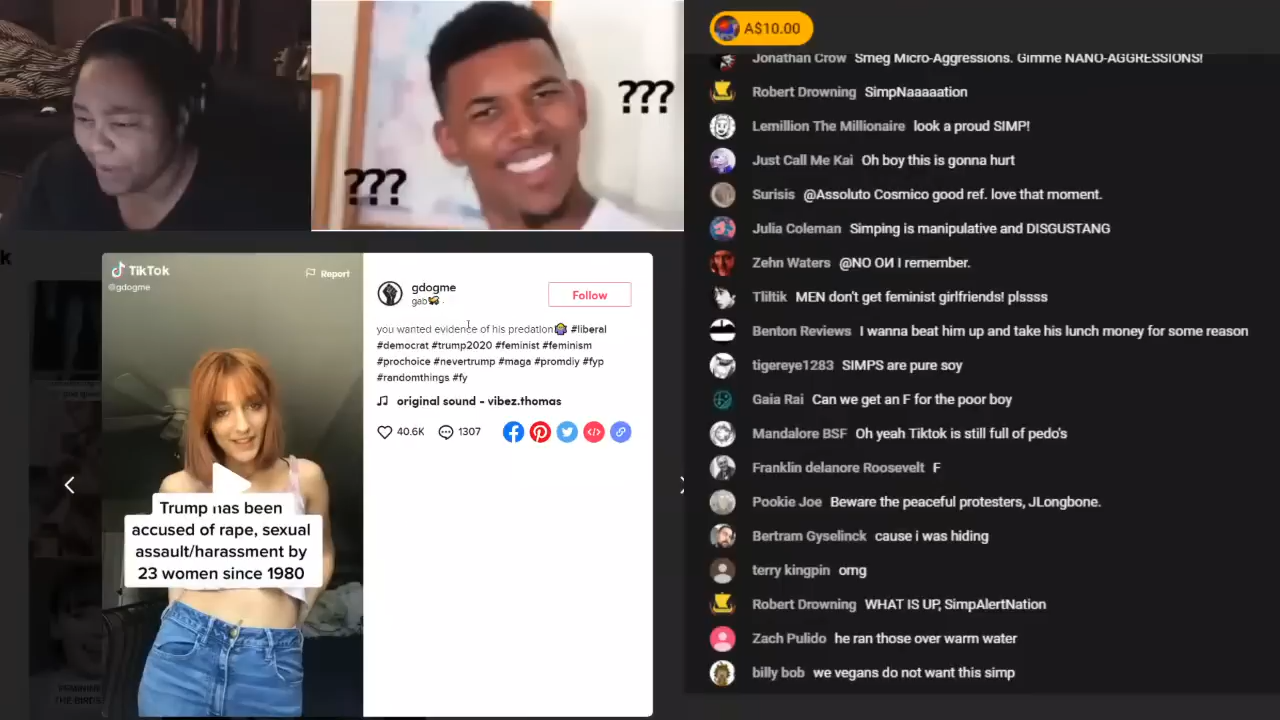 ???
???
k
TikTok
@gdogme
Report
Trump has been
accused of rape, sexual
assault/harassment by
23 women since 1980
gdogme
gab
Follow
you wanted evidence of his predation #liberal
#democrat #trump2020 #feminist #feminism
#prochoice #nevertrump #maga #promdiy #fyp
#randomthings #fy
original sound - vibez.thomas
40.6K 1307
THE-BIRDS
A$10.00
Jonathan Crow Smeg Micro-Aggressions. Gimme NANO-AGGRESSIONS!
Robert Drowning SimpNaaaaation
Lemillion The Millionaire look a proud SIMP!
Just Call Me Kai Oh boy this is gonna hurt
Surisis @Assoluto Cosmico good ref. love that moment.
Julia Coleman Simping is manipulative and DISGUSTANG
Zehn Waters @NO OИ I remember.
Tliltik MEN don't get feminist girlfriends! plssss
Benton Reviews I wanna beat him up and take his lunch money for some reason
tigereye1283 SIMPS are pure soy
Gaia Rai Can we get an F for the poor boy
Mandalore BSF Oh yeah Tiktok is still full of pedo's
Franklin delanore Roosevelt F
Pookie Joe Beware the peaceful protesters, JLongbone.
Bertram Gyselinck cause i was hiding
terry kingpin omg
Robert Drowning WHAT IS UP, SimpAlertNation
Zach Pulido he ran those over warm water
billy bob we vegans do not want this simp